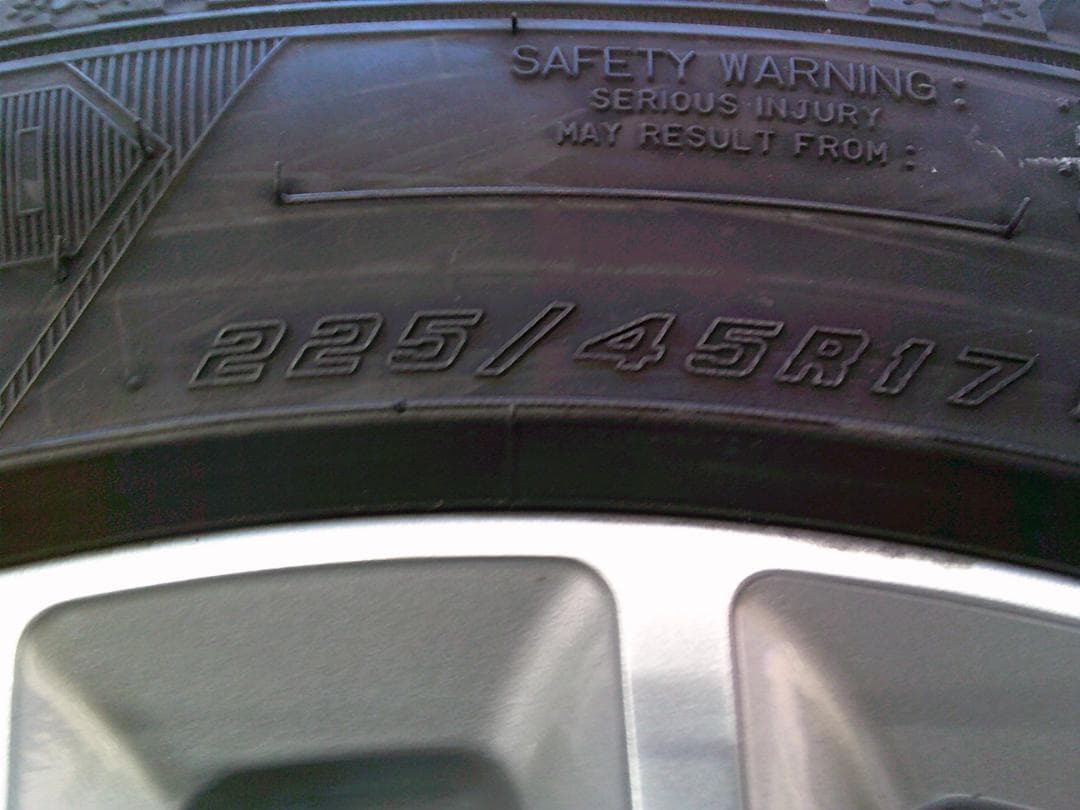 SAFETY WARNING :
SERIOUS INJURY
MAY RESULT FROM :
225/45R17